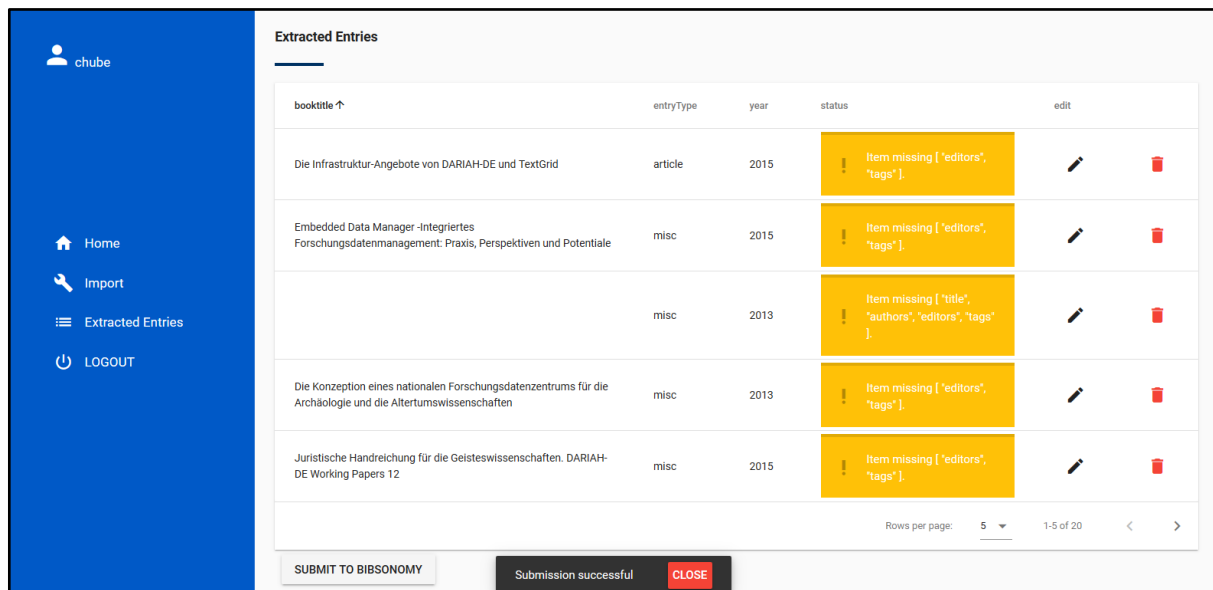 chube
Home
Import
Extracted Entries
LOGOUT
Extracted Entries
booktitle entryType year status edit
Die Infrastruktur-Angebote von DARIAH-DE und TextGrid article 2015 Item missing [ "editors",
"tags" ].
Embedded Data Manager -Integriertes
Forschungsdatenmanagement: Praxis, Perspektiven und Potentiale misc 2015 Item missing [ "editors",
"tags" ].
misc 2013 Item missing [ "title",
"authors", "editors", "tags"
].
Die Konzeption eines nationalen Forschungsdatenzentrums für die
Archäologie und die Altertumswissenschaften misc 2013 Item missing [ "editors",
"tags" ].
Juristische Handreichung für die Geisteswissenschaften. DARIAH-
DE Working Papers 12 misc 2015 Item missing [ "editors",
"tags" ].
Rows per page: 5 1-5 of 20
SUBMIT TO BIBSONOMY
Submission successful CLOSE